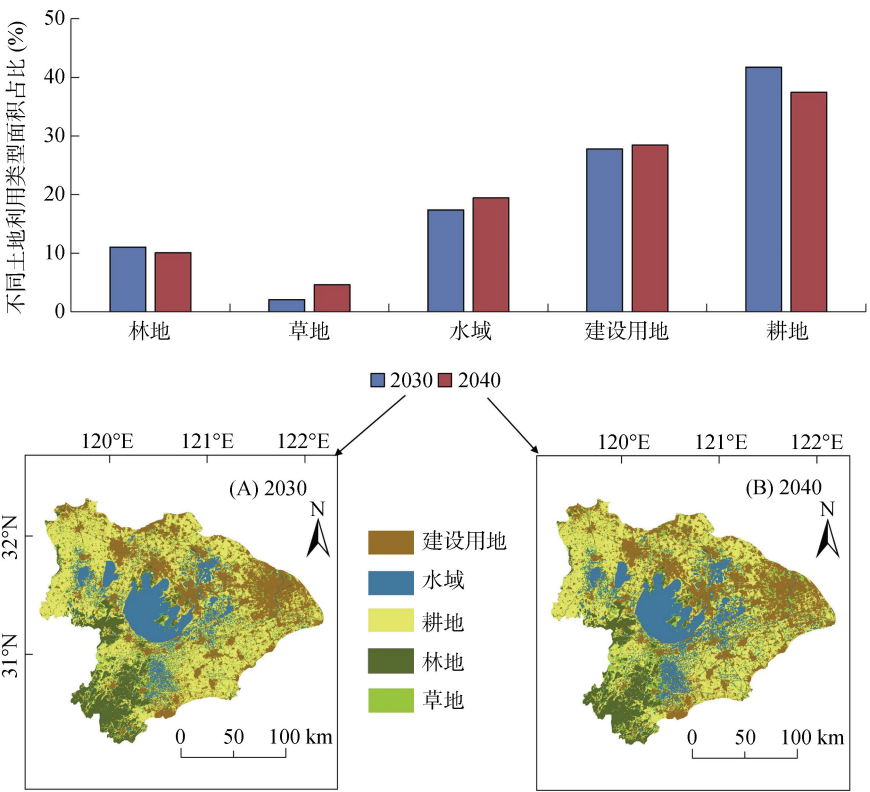 不同土地利用类型面积占比 (%)
50
40
30
20
10
0
林地 草地 水域 建设用地 耕地
2030 2040
120°E 121°E 122°E
(A) 2030
N
32°N
31°N
0 50 100 km
建设用地
水域
耕地
林地
草地
120°E 121°E 122°E
(B) 2040
N
0 50 100 km